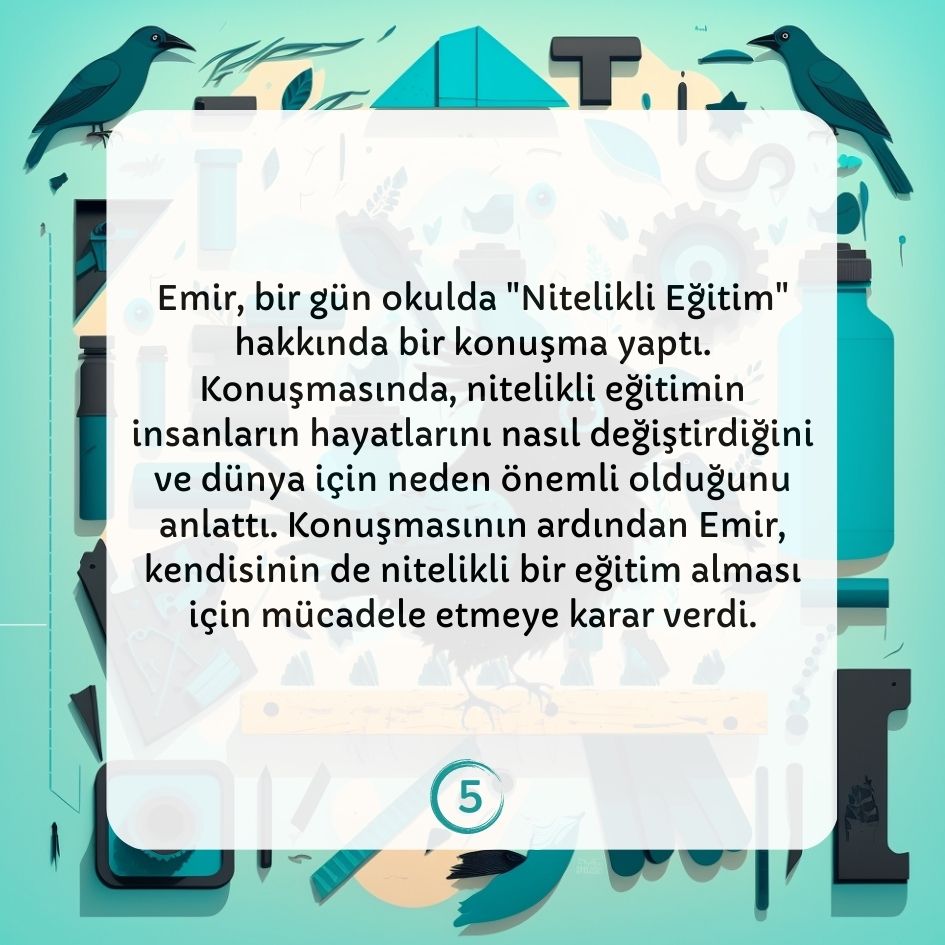 Emir, bir gün okulda "Nitelikli Eğitim"
hakkında bir konuşma yaptı.
Konuşmasında, nitelikli eğitimin
insanların hayatlarını nasıl değiştirdiğini
ve dünya için neden önemli olduğunu
anlattı. Konuşmasının ardından Emir,
kendisinin de nitelikli bir eğitim alması
için mücadele etmeye karar verdi.
5